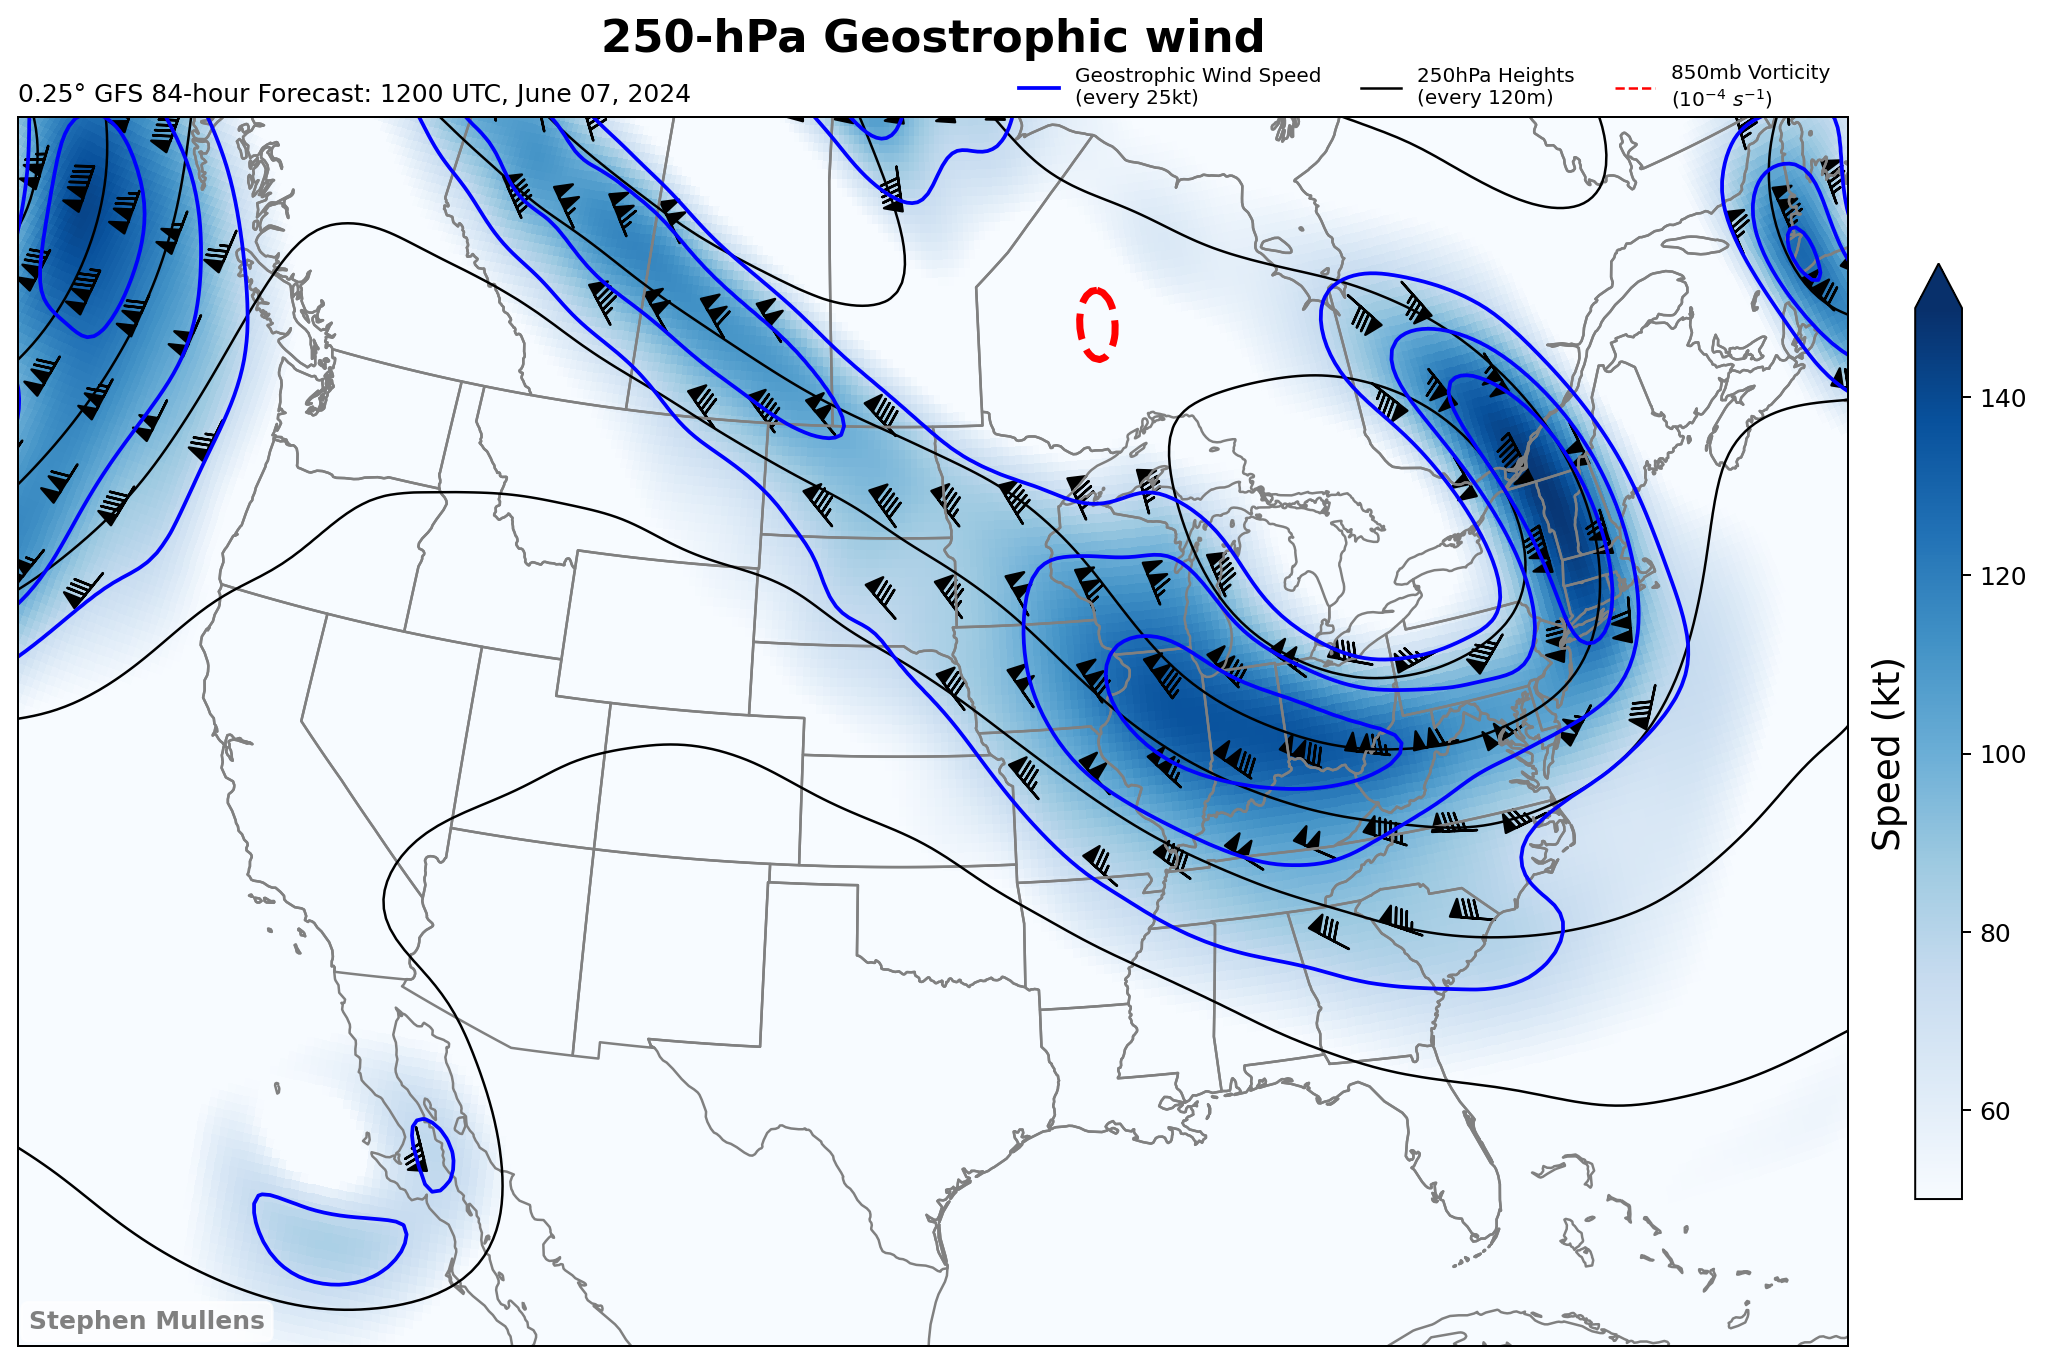 250-hPa Geostrophic wind
0.25° GFS 84-hour Forecast: 1200 UTC, June 07, 2024
Geostrophic Wind Speed
(every 25kt)
250hPa Heights
(every 120m)
850mb Vorticity
(10⁻⁴ s⁻¹)
140
120
100
80
60
Speed (kt)
Stephen Mullens